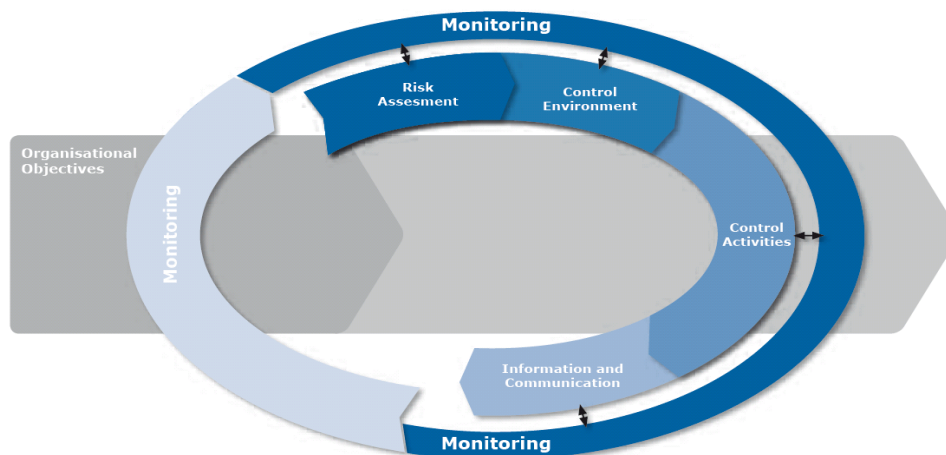 Monitoring
Risk
Assesment
Control
Environment
Organisational
Objectives
Monitoring
Control
Activities
Information and
Communication
Monitoring